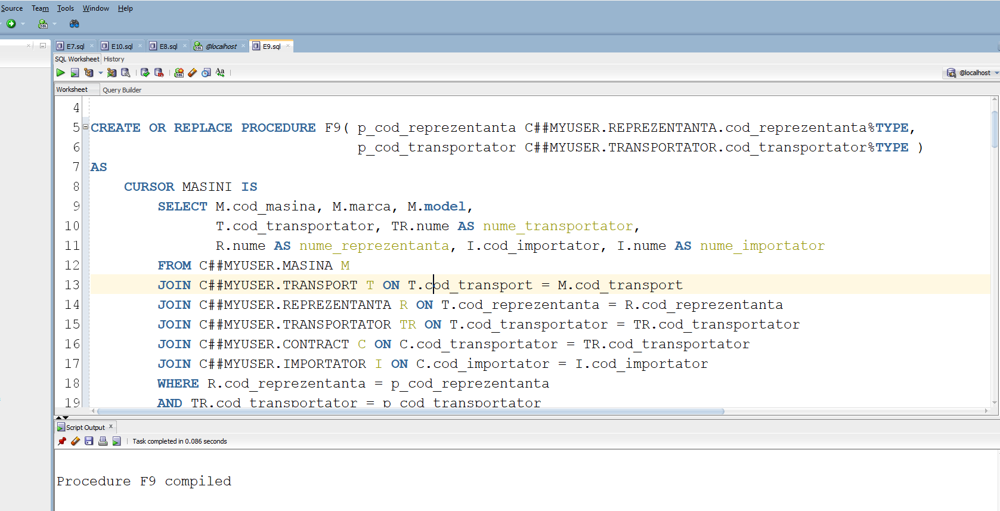 Source Team Tools Window Help
E7.sql E10.sql E8.sql @localhost E9.sql
SQL Worksheet History
@localhost
Worksheet Query Builder
4
5 CREATE OR REPLACE PROCEDURE F9( p_cod_reprezentanta C##MYUSER.REPREZENTANTA.cod_reprezentanta%TYPE,
6 p_cod_transportator C##MYUSER.TRANSPORTATOR.cod_transportator%TYPE )
7 AS
8 CURSOR MASINI IS
9 SELECT M.cod_masina, M.marca, M.model,
10 T.cod_transportator, TR.nume AS nume_transportator,
11 R.nume AS nume_reprezentanta, I.cod_importator, I.nume AS nume_importator
12 FROM C##MYUSER.MASINA M
13 JOIN C##MYUSER.TRANSPORT T ON T.cod_transport = M.cod_transport
14 JOIN C##MYUSER.REPREZENTANTA R ON T.cod_reprezentanta = R.cod_reprezentanta
15 JOIN C##MYUSER.TRANSPORTATOR TR ON T.cod_transportator = TR.cod_transportator
16 JOIN C##MYUSER.CONTRACT C ON C.cod_transportator = TR.cod_transportator
17 JOIN C##MYUSER.IMPORTATOR I ON C.cod_importator = I.cod_importator
18 WHERE R.cod_reprezentanta = p_cod_reprezentanta
19 AND TR.cod_transportator = p_cod_transportator
Script Output
Task completed in 0.086 seconds
Procedure F9 compiled